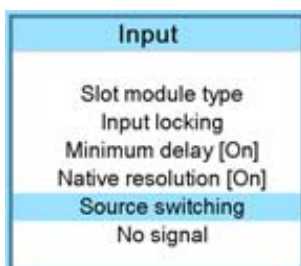 Input
Slot module type
Input locking
Minimum delay [On]
Native resolution [On]
Source switching
No signal